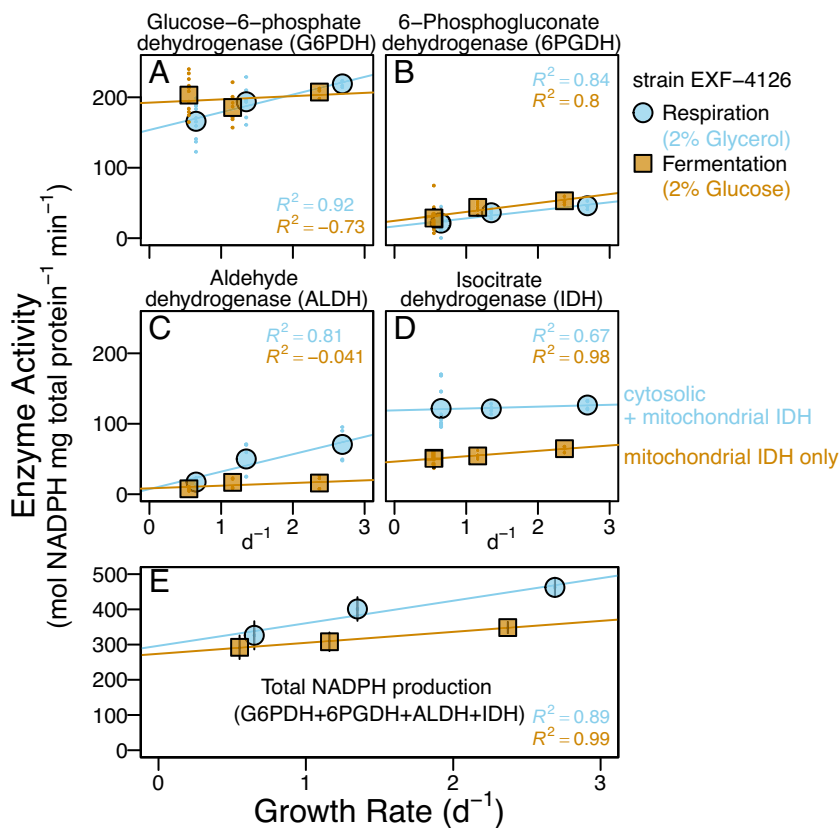 Glucose−6−phosphate
dehydrogenase (G6PDH)
6−Phosphogluconate
dehydrogenase (6PGDH)
A
B
R² = 0.92
R² = −0.73
R² = 0.84
R² = 0.8
0
100
200
strain EXF−4126
Respiration
(2% Glycerol)
Fermentation
(2% Glucose)
Aldehyde
dehydrogenase (ALDH)
Isocitrate
dehydrogenase (IDH)
C
D
R² = 0.81
R² = −0.041
R² = 0.67
R² = 0.98
0
100
200
0 1 2 3
d⁻¹
0 1 2 3
d⁻¹
cytosolic
+ mitochondrial IDH
mitochondrial IDH only
Enzyme Activity
(mol NADPH mg total protein⁻¹ min⁻¹)
E
0
100
200
300
400
500
Total NADPH production
(G6PDH+6PGDH+ALDH+IDH)
R² = 0.89
R² = 0.99
0 1 2 3
Growth Rate (d⁻¹)